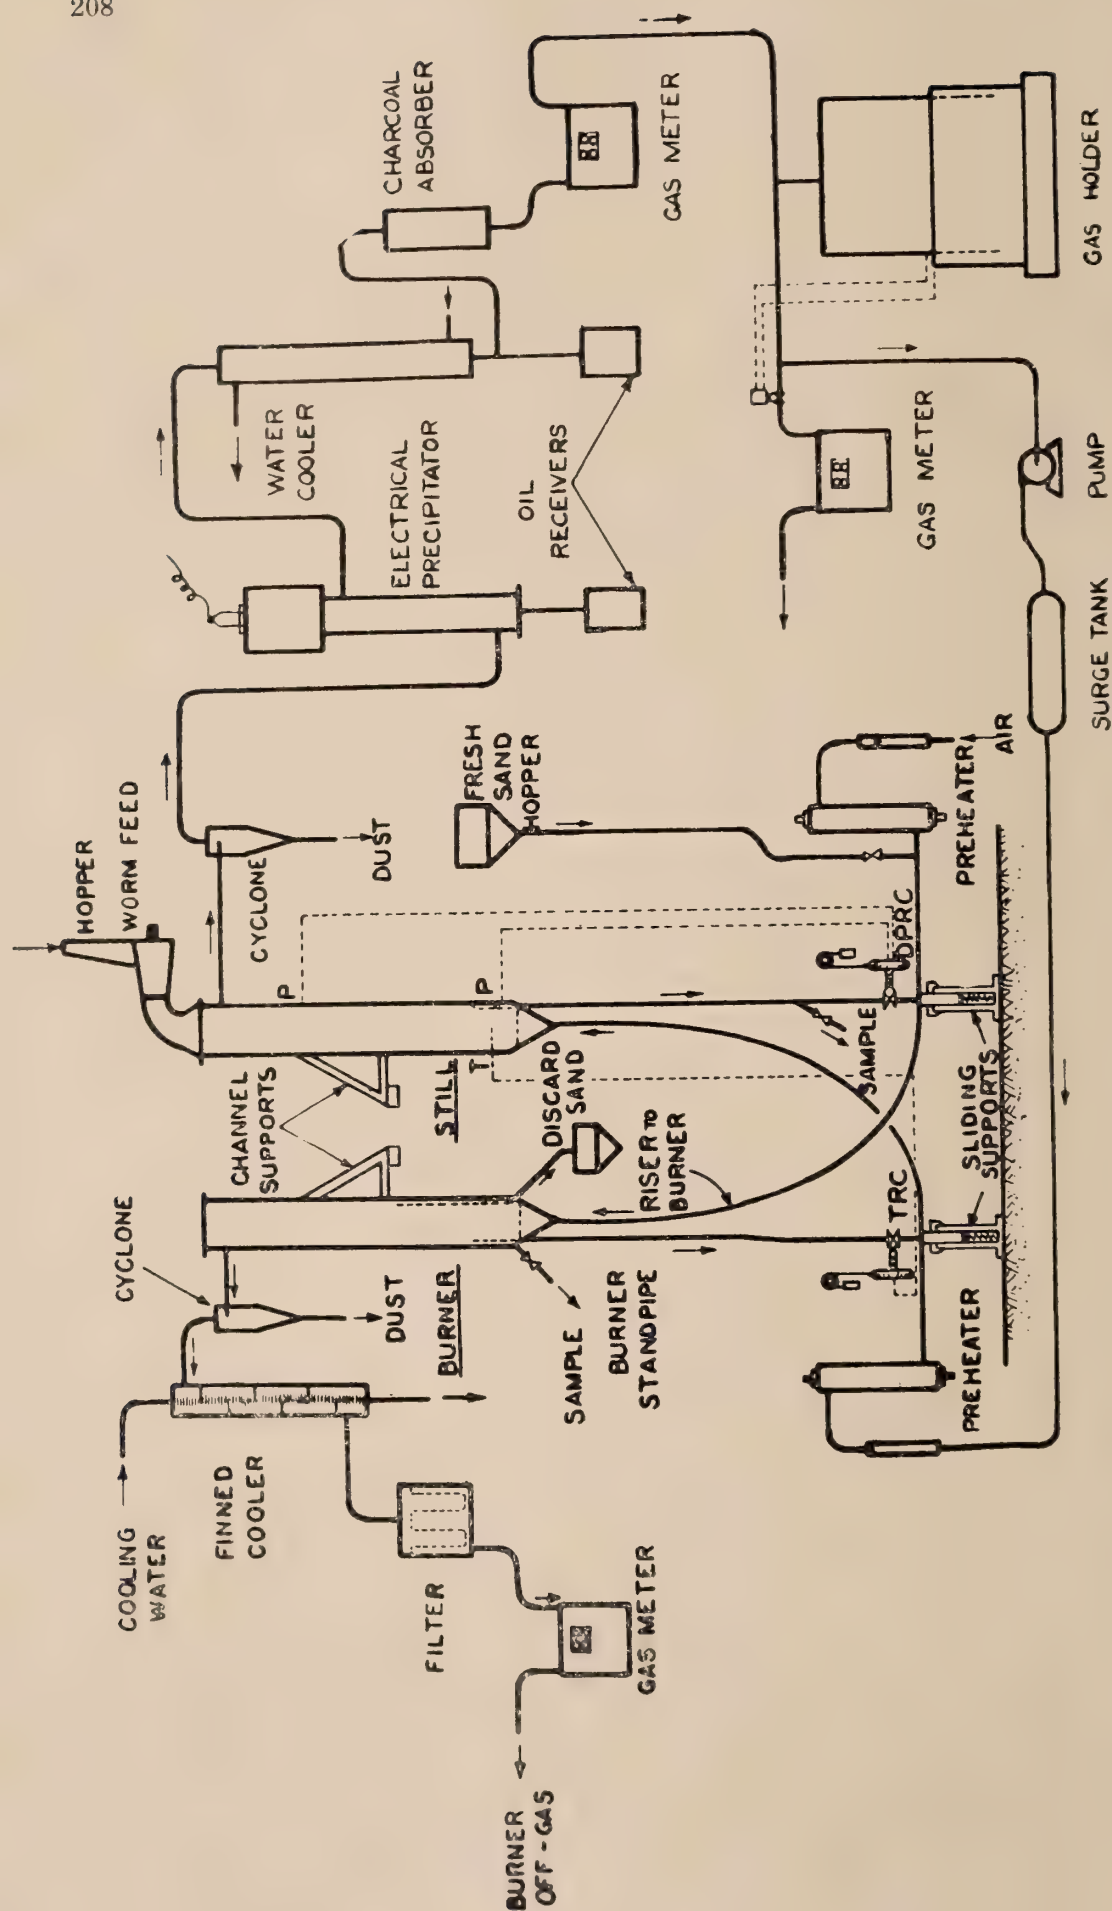 208
COOLING
WATER
FINNED
COOLER
FILTER
GAS METER
BURNER
OFF-GAS
CYCLONE
DUST
BURNER
SAMPLE
BURNER
STANDPIPE
PREHEATER
CHANNEL
SUPPORTS
STILL
T
DISCARD
SAND
RISER TO
BURNER
TRC
SLIDING
SUPPORTS
SAMPLE
HOPPER
WORM FEED
P
P
CYCLONE
DUST
FRESH
SAND
HOPPER
DPRC
PREHEATER
AIR
SURGE TANK
PUMP
WATER
COOLER
ELECTRICAL
PRECIPITATOR
OIL
RECEIVERS
GAS METER
CHARCOAL
ABSORBER
GAS METER
GAS HOLDER